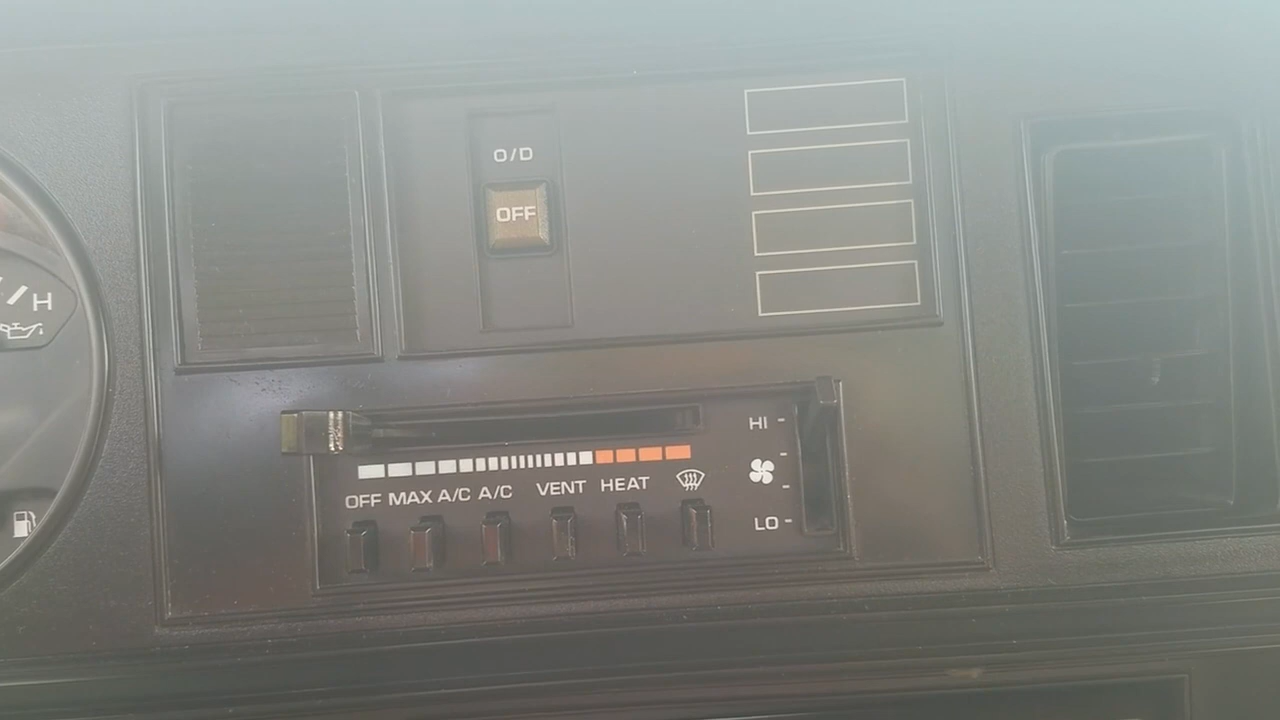 O/D
OFF
H
HI
OFF MAX A/C A/C VENT HEAT
LO